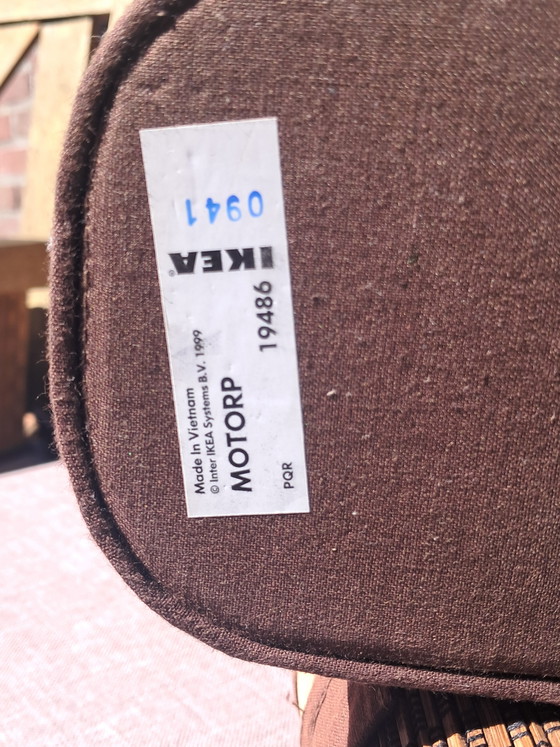 Made In Vietnam
© Inter IKEA Systems B.V. 1999
MOTORP
19486
PQR
IKEA®
0941